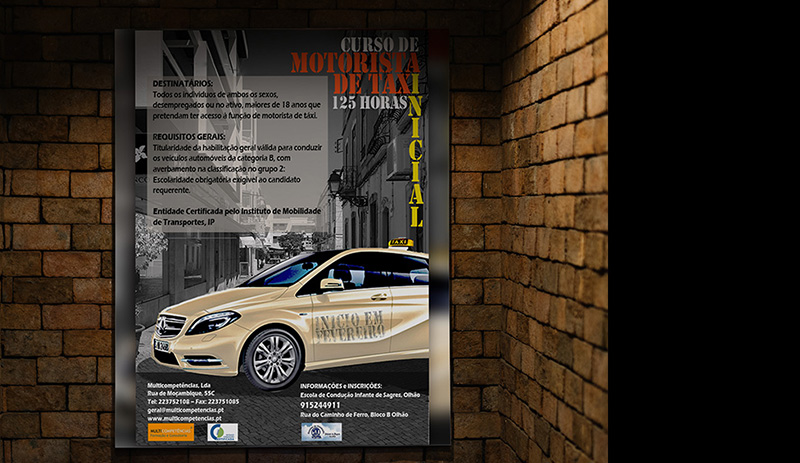 CURSO DE
MOTORISTA
DE TAXI
125 HORAS
INICIAL
DESTINATÁRIOS:
Todos os indivíduos de ambos os sexos,
desempregados ou no ativo, maiores de 18 anos que
pretendam ter acesso à função de motorista de táxi.
REQUISITOS GERAIS:
Titularidade da habilitação geral válida para conduzir
os veículos automóveis da categoria B, com
averbamento na classificação no grupo 2:
Escolaridade obrigatória exigível ao candidato
requerente.
Entidade Certificada pelo Instituto de Mobilidade
de Transportes, IP
TAXI
INICIO EM
FEVEREIRO
Multicompetências, Lda
Rua de Moçambique, 55C
Tel: 223752108 – Fax: 223751085
geral@multicompetencias.pt
www.multicompetencias.pt
MULTICOMPETÊNCIAS
INFORMAÇÕES e INSCRIÇÕES:
Escola de Condução Infante de Sagres, Olhão
915244911
Rua do Caminho de Ferro, Bloco B Olhão